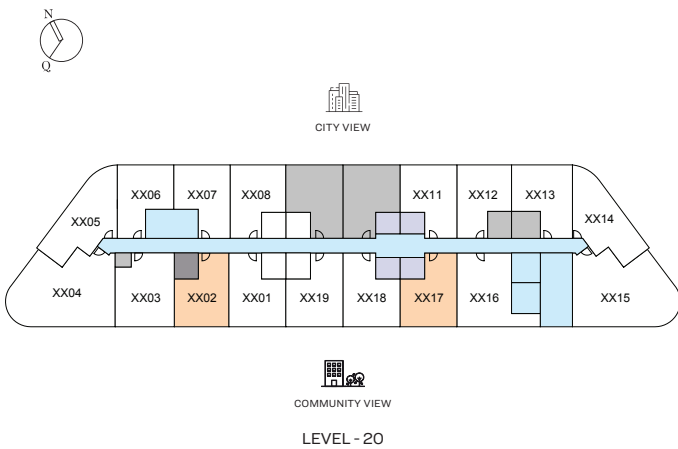 N
Q
CITY VIEW
XX06 XX07 XX08 XX11 XX12 XX13
XX05 XX14
XX04 XX03 XX02 XX01 XX19 XX18 XX17 XX16 XX15
COMMUNITY VIEW
LEVEL - 20